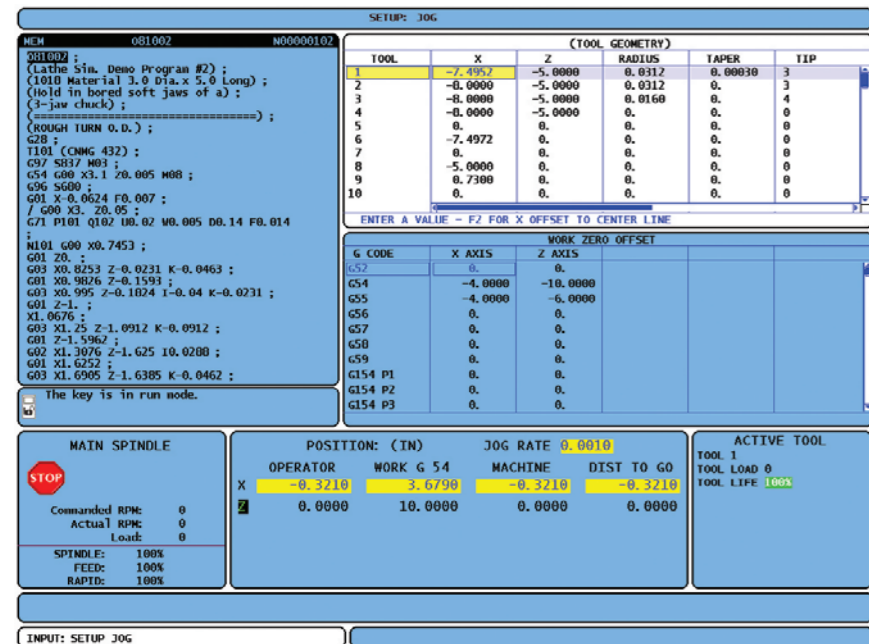 SETUP: JOG
MEM O81002 N00000102
O81002 ;
(Lathe Sim. Demo Program #2) ;
(1018 Material 3.0 Dia.x 5.0 Long) ;
(Hold in bored soft jaws of a) ;
(3-jaw chuck) ;
(==================================) ;
(ROUGH TURN O.D.) ;
G28 ;
T101 (CNMG 432) ;
G97 S837 M03 ;
G54 G00 X3.1 Z0.005 M08 ;
G96 S680 ;
G01 X-0.0624 F0.007 ;
/ G00 X3. Z0.05 ;
G71 P101 Q102 U0.02 W0.005 D0.14 F0.014
;
N101 G00 X0.7453 ;
G01 Z0. ;
G03 X0.8253 Z-0.0231 K-0.0463 ;
G01 X0.9826 Z-0.1593 ;
G03 X0.995 Z-0.1824 I-0.04 K-0.0231 ;
G01 Z-1. ;
X1.0676 ;
G03 X1.25 Z-1.0912 K-0.0912 ;
G01 Z-1.5962 ;
G02 X1.3076 Z-1.625 I0.0288 ;
G01 X1.6252 ;
G03 X1.6905 Z-1.6385 K-0.0462 ;
The key is in run mode.
(TOOL GEOMETRY)
TOOL X Z RADIUS TAPER TIP
1 -7.4952 -5.0000 0.0312 0.00030 3
2 -8.0000 -5.0000 0.0312 0. 3
3 -8.0000 -5.0000 0.0160 0. 4
4 -8.0000 -5.0000 0. 0. 0
5 0. 0. 0. 0. 0
6 -7.4972 0. 0. 0. 0
7 0. 0. 0. 0. 0
8 -5.0000 0. 0. 0. 0
9 0.7300 0. 0. 0. 0
10 0. 0. 0. 0. 0
ENTER A VALUE - F2 FOR X OFFSET TO CENTER LINE
WORK ZERO OFFSET
G CODE X AXIS Z AXIS
G52 0. 0.
G54 -4.0000 -10.0000
G55 -4.0000 -6.0000
G56 0. 0.
G57 0. 0.
G58 0. 0.
G59 0. 0.
G154 P1 0. 0.
G154 P2 0. 0.
G154 P3 0. 0.
MAIN SPINDLE
STOP
Commanded RPM: 0
Actual RPM: 0
Load: 0
SPINDLE: 100%
FEED: 100%
RAPID: 100%
POSITION: (IN) JOG RATE 0.0010
OPERATOR WORK G 54 MACHINE DIST TO GO
X -0.3210 3.6790 -0.3210 -0.3210
Z 0.0000 10.0000 0.0000 0.0000
ACTIVE TOOL
TOOL 1
TOOL LOAD 0
TOOL LIFE 100%
INPUT: SETUP JOG